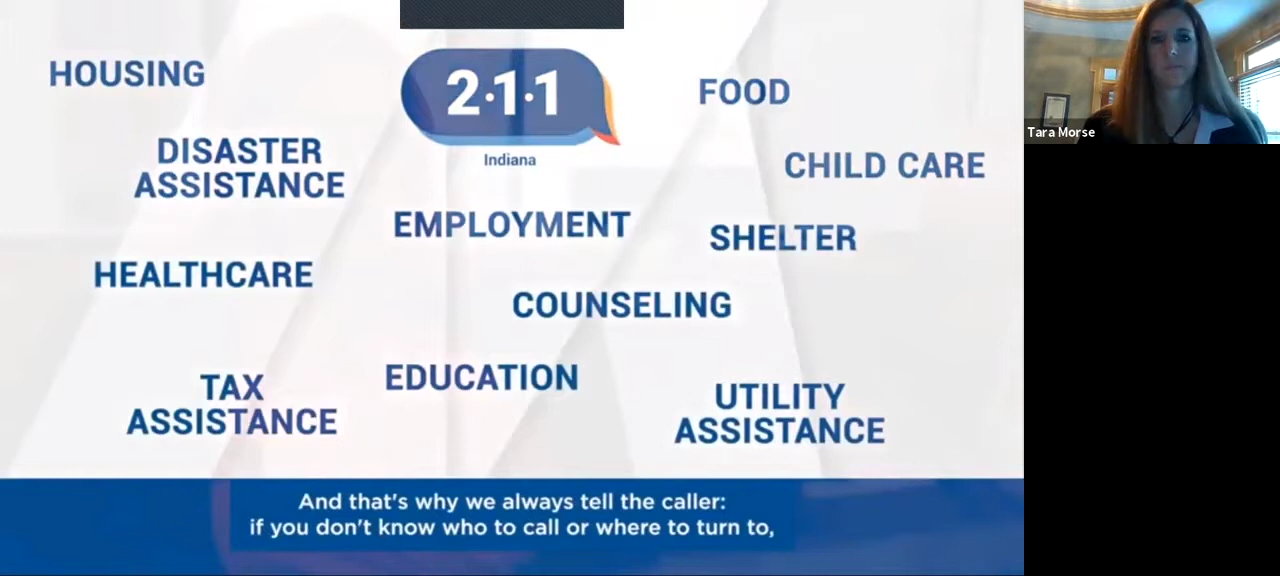 HOUSING
2·1·1
Indiana
FOOD
DISASTER
ASSISTANCE
CHILD CARE
EMPLOYMENT
SHELTER
HEALTHCARE
COUNSELING
EDUCATION
TAX
ASSISTANCE
UTILITY
ASSISTANCE
And that's why we always tell the caller:
if you don't know who to call or where to turn to,
Tara Morse